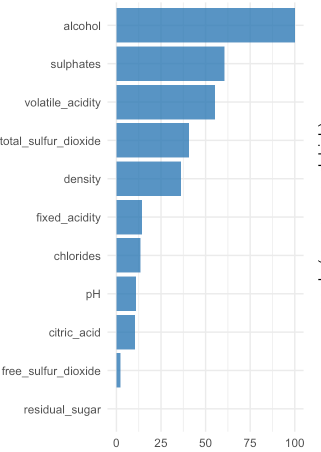 alcohol
sulphates
volatile_acidity
total_sulfur_dioxide
density
fixed_acidity
chlorides
pH
citric_acid
free_sulfur_dioxide
residual_sugar
0 25 50 75 100